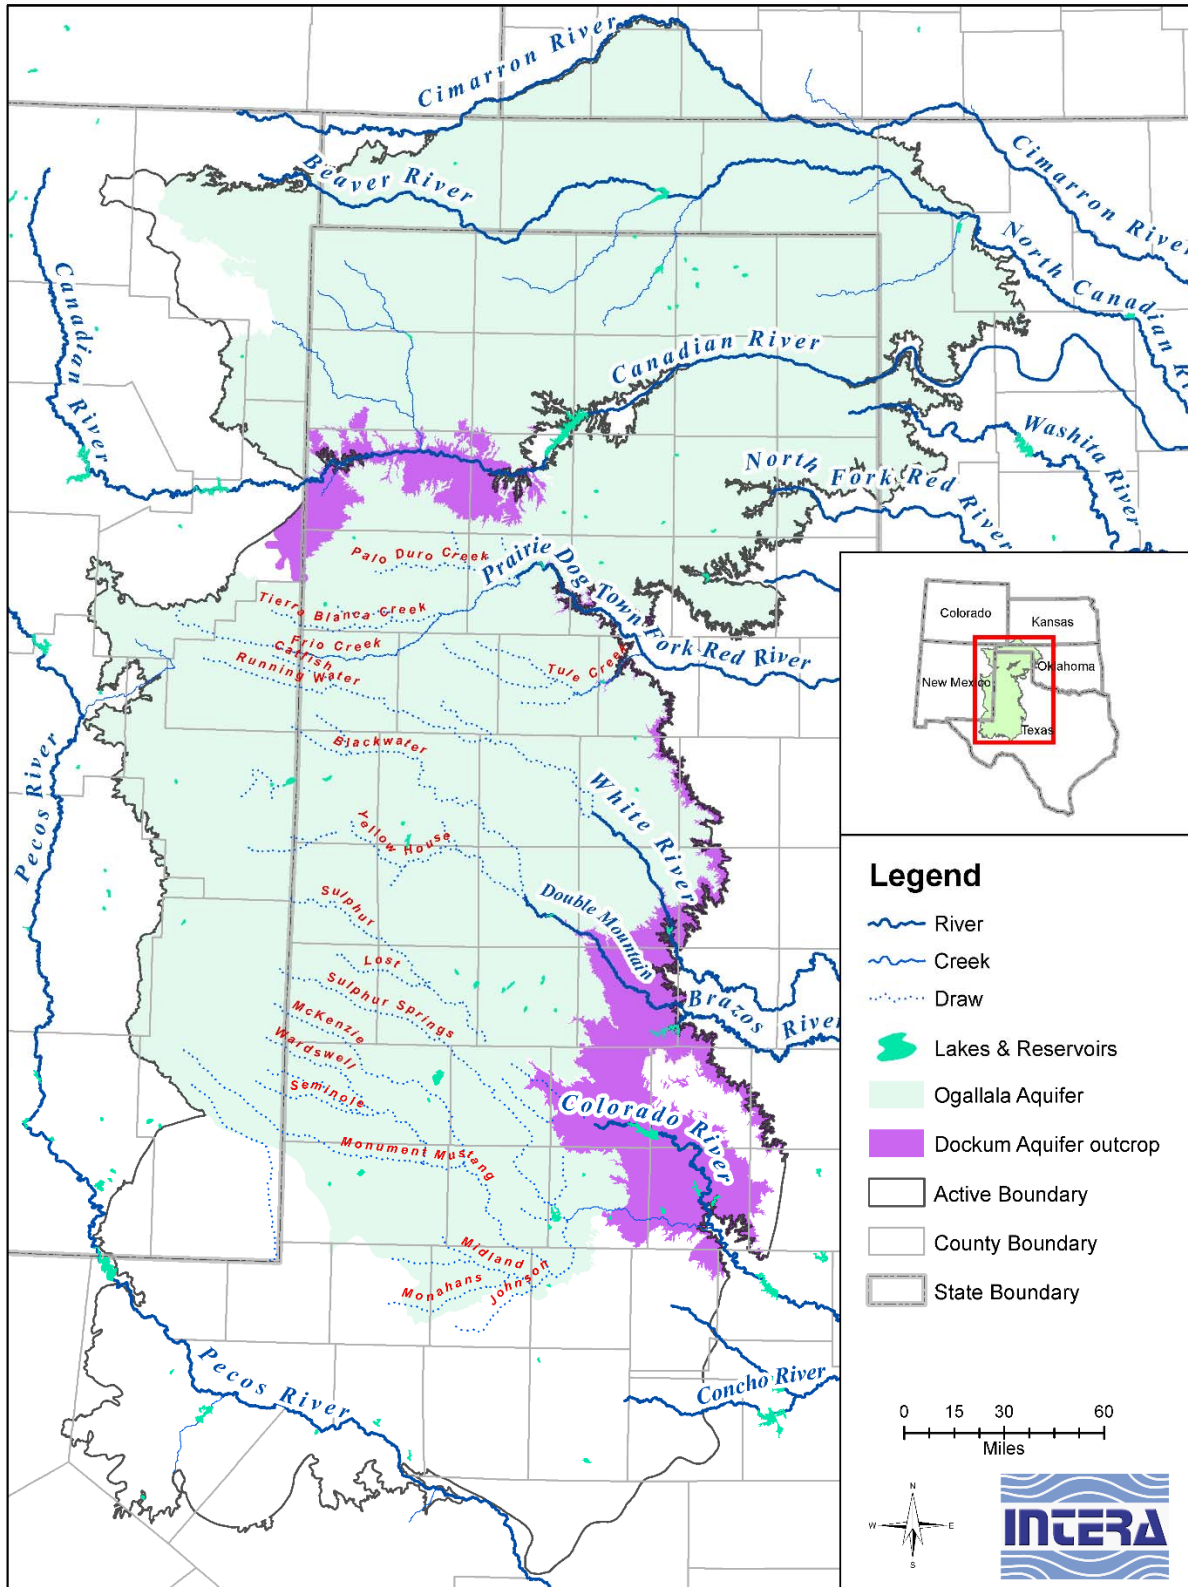 Cimarron River
Beaver River
Cimarron River
North Canadian Ri
Canadian River
Canadian River
Washita River
North Fork Red River
Palo Duro Creek
Prairie Dog Town Fork Red River
Tierra Blanca Creek
Frio Creek
Catfish
Running Water
Tule Creek
Blackwater
White River
Pecos River
Yellow House
Double Mountain
Sulphur
Lost
Sulphur Springs
Brazos River
McKenzie
Wardswell
Seminole
Colorado River
Monument Mustang
Midland
Monahans
Johnson
Pecos River
Concho River
Colorado
Kansas
New Mexico
Oklahoma
Texas
Legend
River
Creek
Draw
Lakes & Reservoirs
Ogallala Aquifer
Dockum Aquifer outcrop
Active Boundary
County Boundary
State Boundary
0 15 30 60
Miles
N
W E
S
INTERA